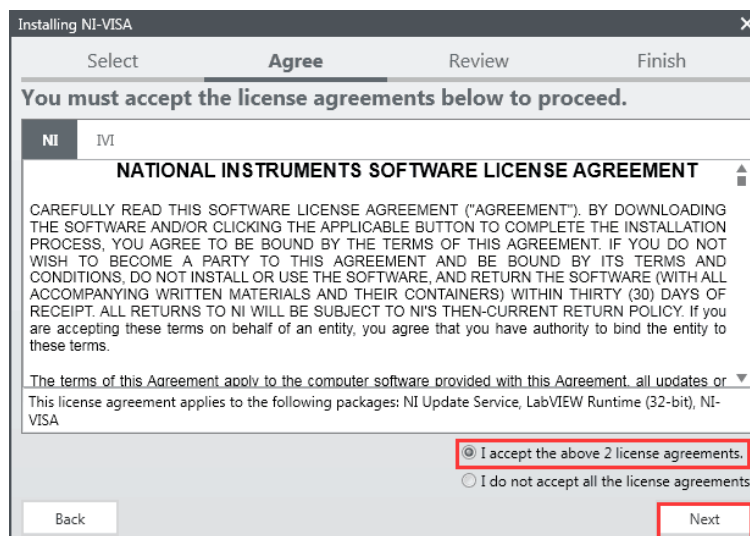 Installing NI-VISA
Select Agree Review Finish
You must accept the license agreements below to proceed.
NI IVI
NATIONAL INSTRUMENTS SOFTWARE LICENSE AGREEMENT
CAREFULLY READ THIS SOFTWARE LICENSE AGREEMENT ("AGREEMENT"). BY DOWNLOADING
THE SOFTWARE AND/OR CLICKING THE APPLICABLE BUTTON TO COMPLETE THE INSTALLATION
PROCESS, YOU AGREE TO BE BOUND BY THE TERMS OF THIS AGREEMENT. IF YOU DO NOT
WISH TO BECOME A PARTY TO THIS AGREEMENT AND BE BOUND BY ITS TERMS AND
CONDITIONS, DO NOT INSTALL OR USE THE SOFTWARE, AND RETURN THE SOFTWARE (WITH ALL
ACCOMPANYING WRITTEN MATERIALS AND THEIR CONTAINERS) WITHIN THIRTY (30) DAYS OF
RECEIPT. ALL RETURNS TO NI WILL BE SUBJECT TO NI'S THEN-CURRENT RETURN POLICY. If you
are accepting these terms on behalf of an entity, you agree that you have authority to bind the entity to
these terms.
The terms of this Agreement apply to the computer software provided with this Agreement, all updates or
This license agreement applies to the following packages: NI Update Service, LabVIEW Runtime (32-bit), NI-
VISA
I accept the above 2 license agreements.
I do not accept all the license agreements
Back Next